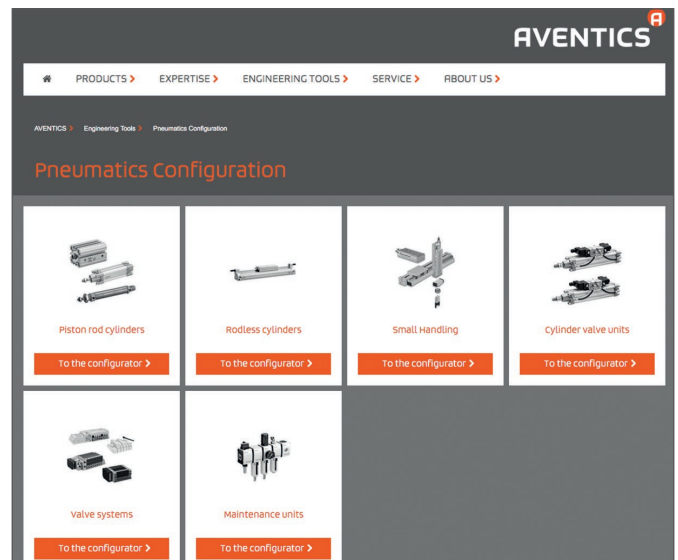 AVENTICS
PRODUCTS > EXPERTISE > ENGINEERING TOOLS > SERVICE > ABOUT US >
AVENTICS > Engineering Tools > Pneumatics Configuration
Pneumatics Configuration
Piston rod cylinders
To the configurator >
Rodless cylinders
To the configurator >
Small Handling
To the configurator >
Cylinder valve units
To the configurator >
Valve systems
To the configurator >
Maintenance units
To the configurator >